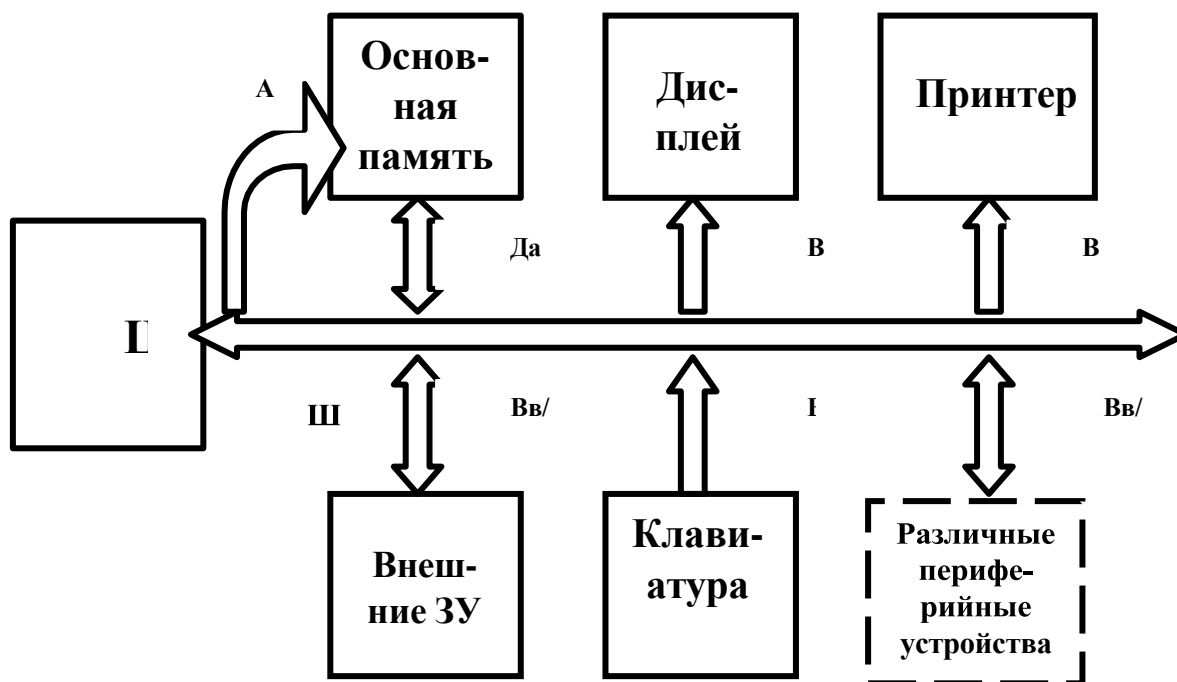 Основ-
ная
память
Дис-
плей
Принтер
А
Да
В
В
Ш
Вв/
Вв/
Внеш-
ние ЗУ
Клави-
атура
Различные
перифе-
рийные
устройства